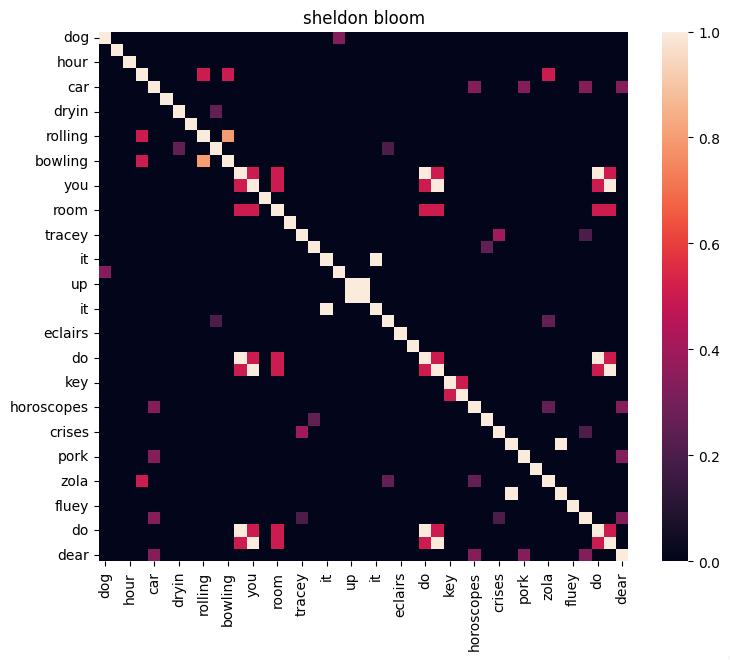 sheldon bloom
dog
hour
car
dryin
rolling
bowling
you
room
tracey
it
up
it
eclairs
do
key
horoscopes
crises
pork
zola
fluey
do
dear
dog
hour
car
dryin
rolling
bowling
you
room
tracey
it
up
it
eclairs
do
key
horoscopes
crises
pork
zola
fluey
do
dear
1.0
0.8
0.6
0.4
0.2
0.0